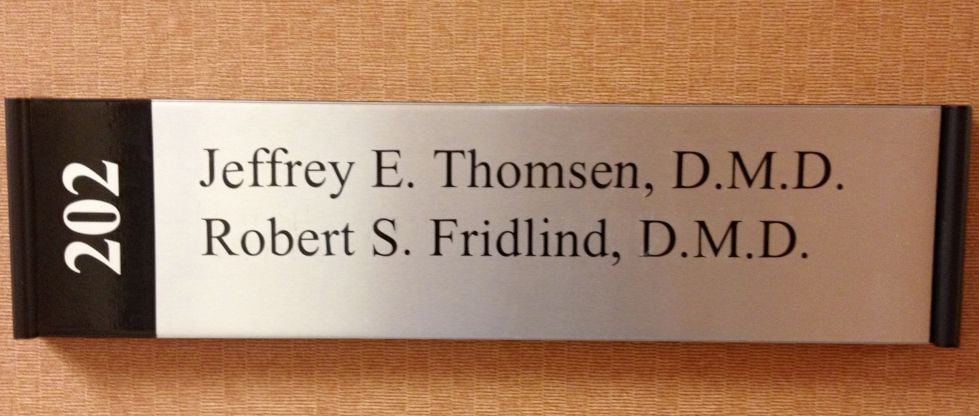 202
Jeffrey E. Thomsen, D.M.D.
Robert S. Fridlind, D.M.D.